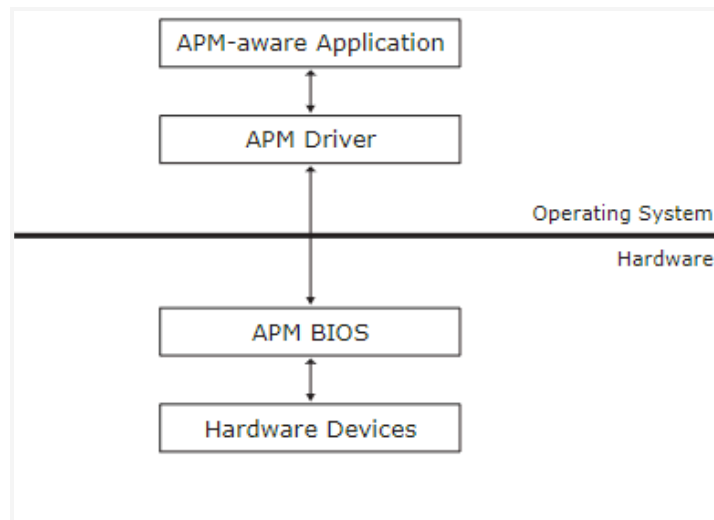 APM-aware Application
APM Driver
Operating System
Hardware
APM BIOS
Hardware Devices